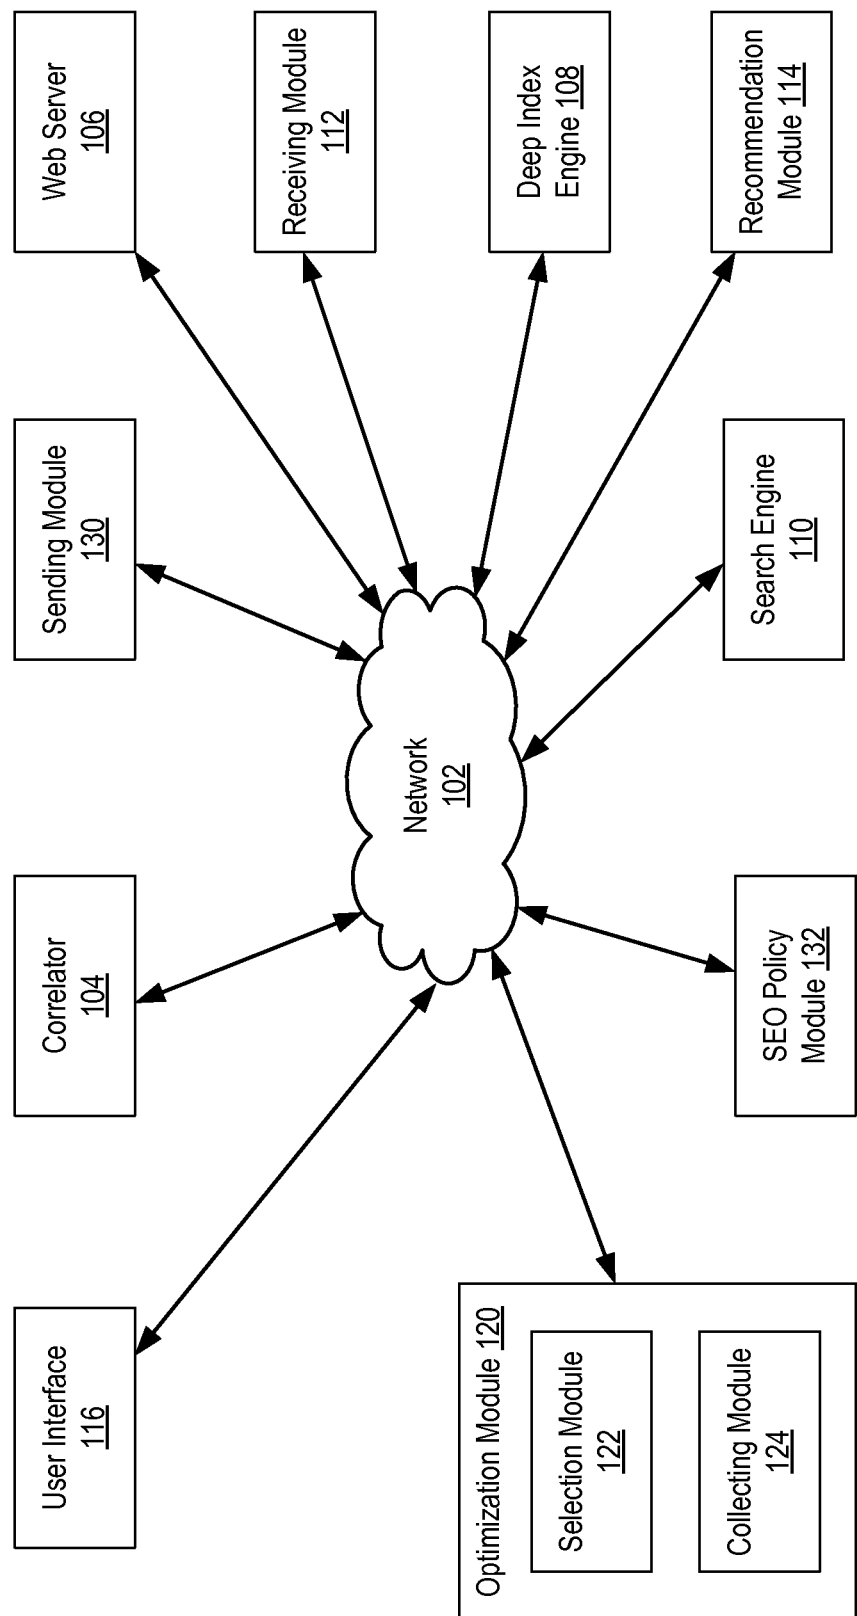 User Interface
116
Correlator
104
Sending Module
130
Web Server
106
Receiving Module
112
Network
102
Deep Index
Engine 108
Recommendation
Module 114
Optimization Module 120
Selection Module
122
Collecting Module
124
SEO Policy
Module 132
Search Engine
110